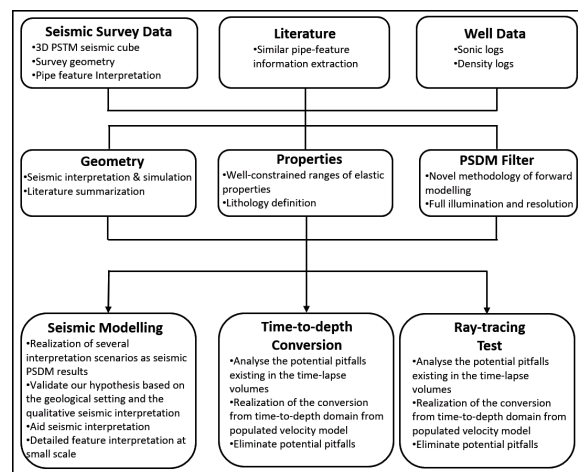 Seismic Survey Data
•3D PSTM seismic cube
•Survey geometry
•Pipe feature Interpretation
Literature
•Similar pipe-feature
information extraction
Well Data
•Sonic logs
•Density logs
Geometry
•Seismic interpretation & simulation
•Literature summarization
Properties
•Well-constrained ranges of elastic
properties
•Lithology definition
PSDM Filter
•Novel methodology of forward
modelling
•Full illumination and resolution
Seismic Modelling
•Realization of several
interpretation scenarios as seismic
PSDM results
•Validate our hypothesis based on
the geological setting and the
qualitative seismic interpretation
•Aid seismic interpretation
•Detailed feature interpretation at
small scale
Time-to-depth
Conversion
•Analyse the potential pitfalls
existing in the time-lapse
volumes
•Realization of the conversion
from time-to-depth domain from
populated velocity model
•Eliminate potential pitfalls
Ray-tracing
Test
•Analyse the potential pitfalls
existing in the time-lapse
volumes
•Realization of the conversion
from time-to-depth domain from
populated velocity model
•Eliminate potential pitfalls